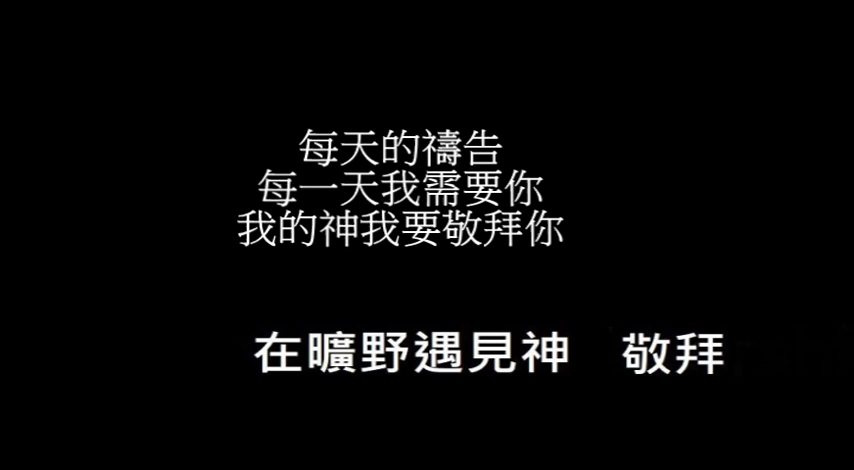 每天的禱告
每一天我需要你
我的神我要敬拜你
在曠野遇見神 敬拜